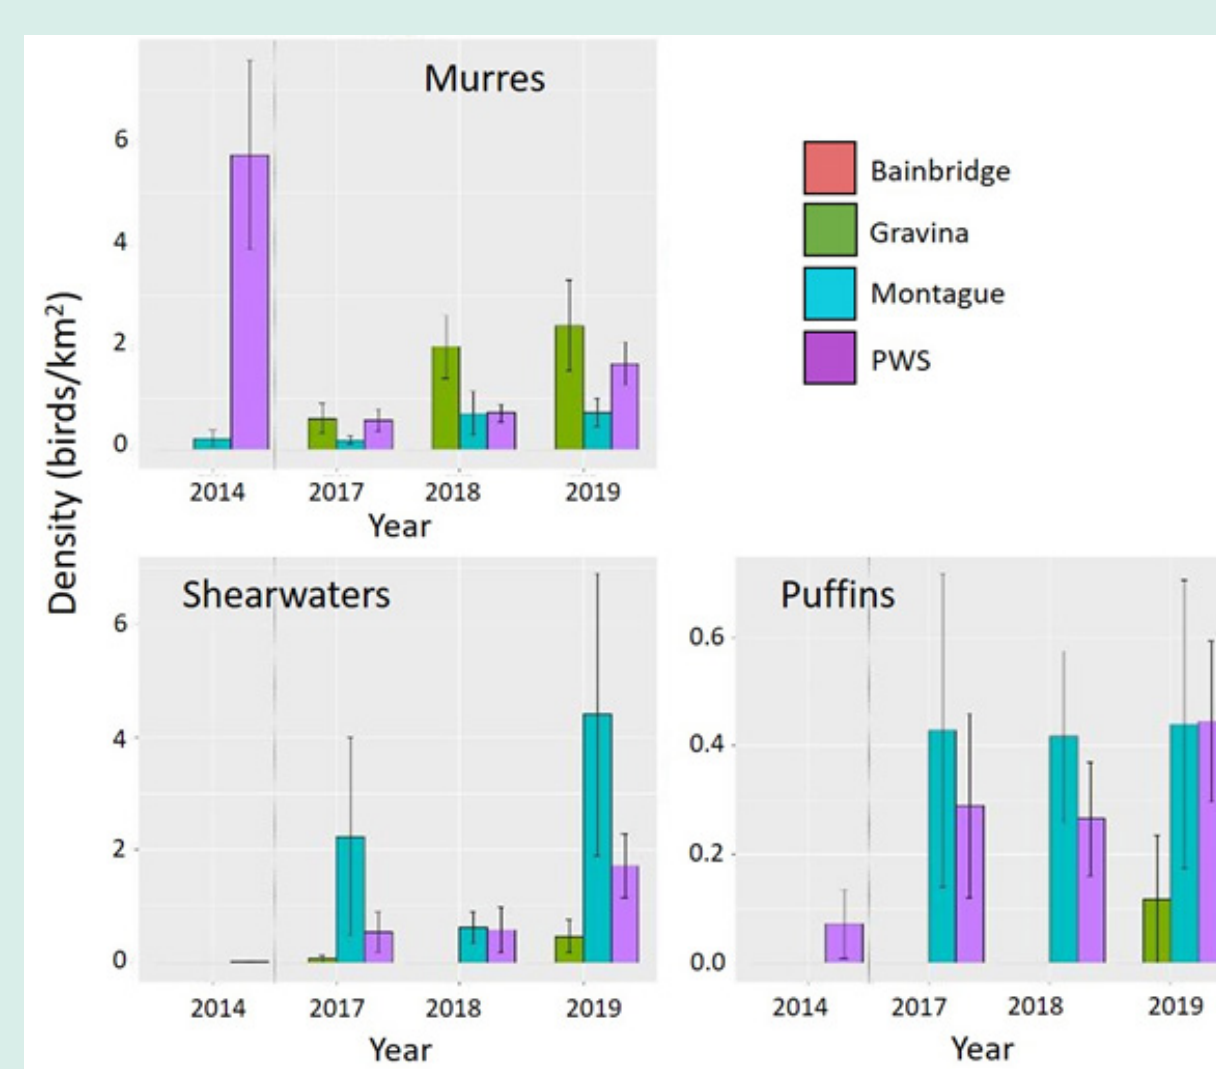 Murres
6
4
2
0
2014 2017 2018 2019
Year
Density (birds/km²)
Bainbridge
Gravina
Montague
PWS
Shearwaters
6
4
2
0
2014 2017 2018 2019
Year
Puffins
0.6
0.4
0.2
0.0
2014 2017 2018 2019
Year